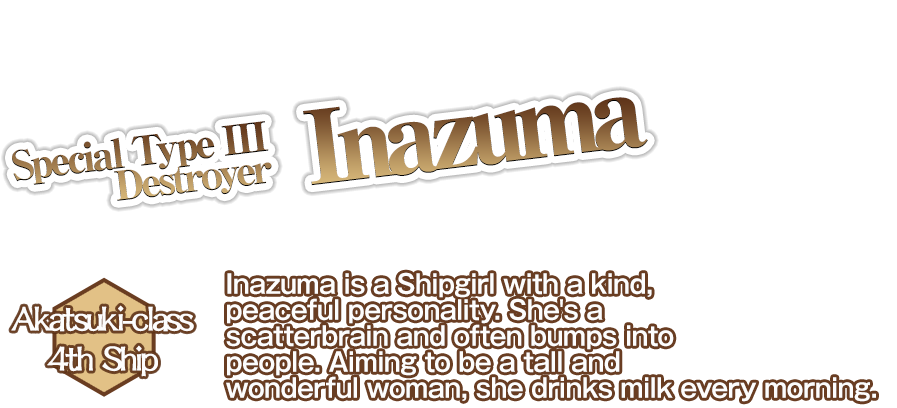 Special Type III
Destroyer
Inazuma
Akatsuki-class
4th Ship
Inazuma is a Shipgirl with a kind,
peaceful personality. She's a
scatterbrain and often bumps into
people. Aiming to be a tall and
wonderful woman, she drinks milk every morning.